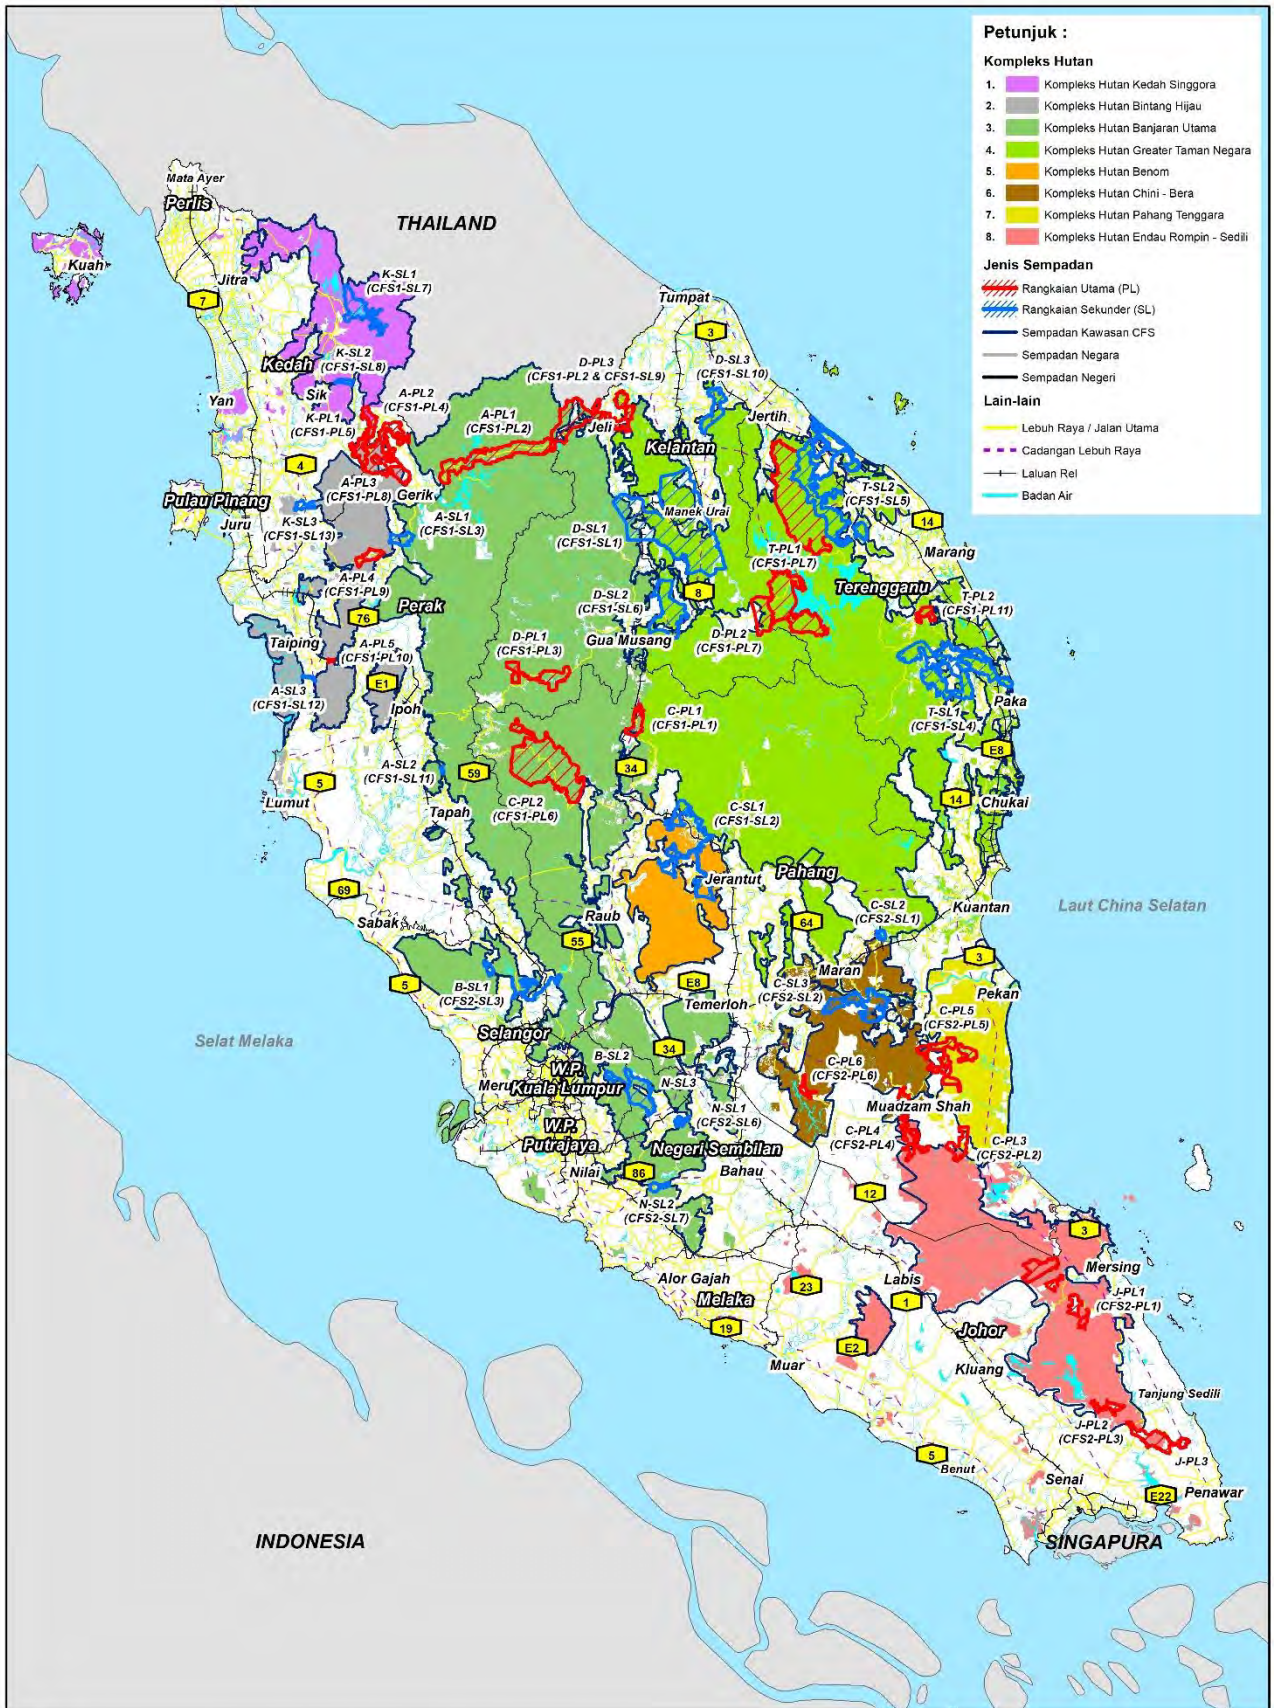 Petunjuk :
Kompleks Hutan
1. Kompleks Hutan Kedah Singgora
2. Kompleks Hutan Bintang Hijau
3. Kompleks Hutan Banjaran Utama
4. Kompleks Hutan Greater Taman Negara
5. Kompleks Hutan Benom
6. Kompleks Hutan Chini - Bera
7. Kompleks Hutan Pahang Tenggara
8. Kompleks Hutan Endau Rompin - Sedili
Jenis Sempadan
Rangkaian Utama (PL)
Rangkaian Sekunder (SL)
Sempadan Kawasan CFS
Sempadan Negara
Sempadan Negeri
Lain-lain
Lebuh Raya / Jalan Utama
Cadangan Lebuh Raya
Laluan Rel
Badan Air
Mata Ayer
Perlis
THAILAND
Kuah
Jitra
K-SL1
(CFS1-SL7)
7
Tumpat
3
Kedah
K-SL2
(CFS1-SL8)
D-PL3
(CFS1-PL2 & CFS1-SL9)
D-SL3
(CFS1-SL10)
Yan
Sik
A-PL2
(CFS1-PL4)
K-PL1
(CFS1-PL5)
A-PL1
(CFS1-PL2)
Jeli
Jertih
Kelantan
4
A-PL3
(CFS1-PL8)
Gerik
Pulau Pinang
Juru
K-SL3
(CFS1-SL13)
A-SL1
(CFS1-SL3)
D-SL1
(CFS1-SL1)
Manek Urai
T-SL2
(CFS1-SL5)
14
Marang
T-PL1
(CFS1-PL7)
A-PL4
(CFS1-PL9)
Perak
D-SL2
(CFS1-SL6)
8
Terengganu
T-PL2
(CFS1-PL11)
76
Taiping
A-PL5
(CFS1-PL10)
D-PL1
(CFS1-PL3)
Gua Musang
D-PL2
(CFS1-PL7)
A-SL3
(CFS1-SL12)
E1
Ipoh
C-PL1
(CFS1-PL1)
T-SL1
(CFS1-SL4)
Paka
E8
A-SL2
(CFS1-SL11)
5
59
34
Lumut
C-PL2
(CFS1-PL6)
C-SL1
(CFS1-SL2)
14
Chukai
Tapah
69
Jerantut
Pahang
Sabak
Raub
64
C-SL2
(CFS2-SL1)
Kuantan
Laut China Selatan
55
5
B-SL1
(CFS2-SL3)
E8
Temerloh
Maran
C-SL3
(CFS2-SL2)
3
Pekan
C-PL5
(CFS2-PL5)
Selat Melaka
Selangor
34
B-SL2
W.P.
Kuala Lumpur
Meru
N-SL3
N-SL1
(CFS2-SL6)
C-PL6
(CFS2-PL6)
Muadzam Shah
W.P.
Putrajaya
C-PL4
(CFS2-PL4)
C-PL3
(CFS2-PL2)
Negeri Sembilan
Nilai
86
Bahau
12
N-SL2
(CFS2-SL7)
3
Alor Gajah
Melaka
23
Labis
1
Mersing
J-PL1
(CFS2-PL1)
19
E2
Johor
Muar
Kluang
Tanjung Sedili
J-PL2
(CFS2-PL3)
J-PL3
5
Benut
Senai
E22
Penawar
INDONESIA
SINGAPURA